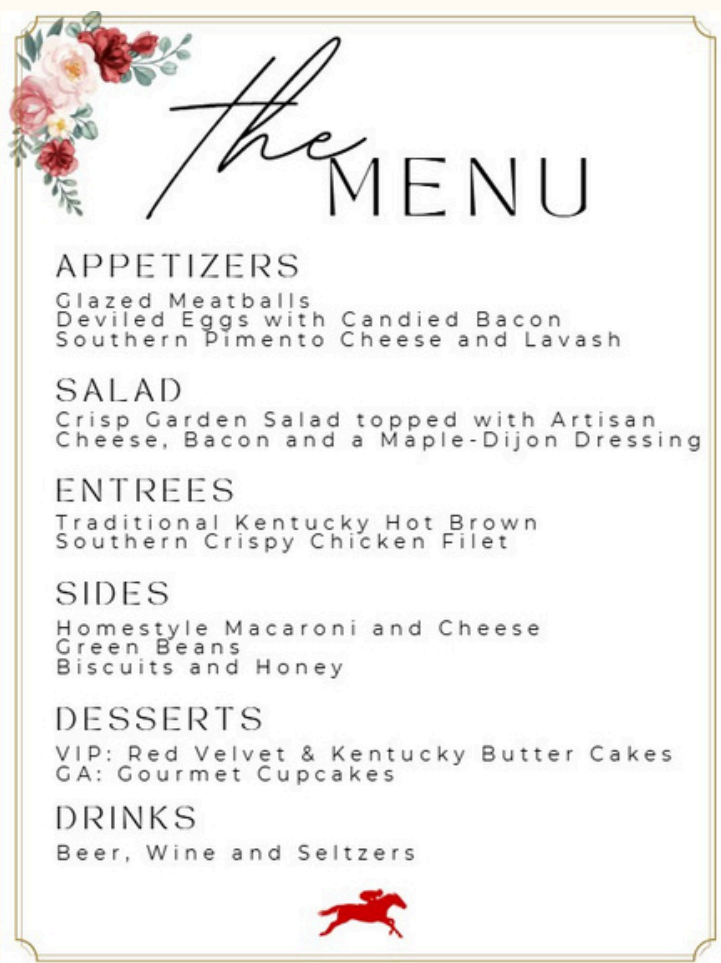 the
MENU
APPETIZERS
Glazed Meatballs
Deviled Eggs with Candied Bacon
Southern Pimento Cheese and Lavash
SALAD
Crisp Garden Salad topped with Artisan
Cheese, Bacon and a Maple-Dijon Dressing
ENTREES
Traditional Kentucky Hot Brown
Southern Crispy Chicken Filet
SIDES
Homestyle Macaroni and Cheese
Green Beans
Biscuits and Honey
DESSERTS
VIP: Red Velvet & Kentucky Butter Cakes
GA: Gourmet Cupcakes
DRINKS
Beer, Wine and Seltzers